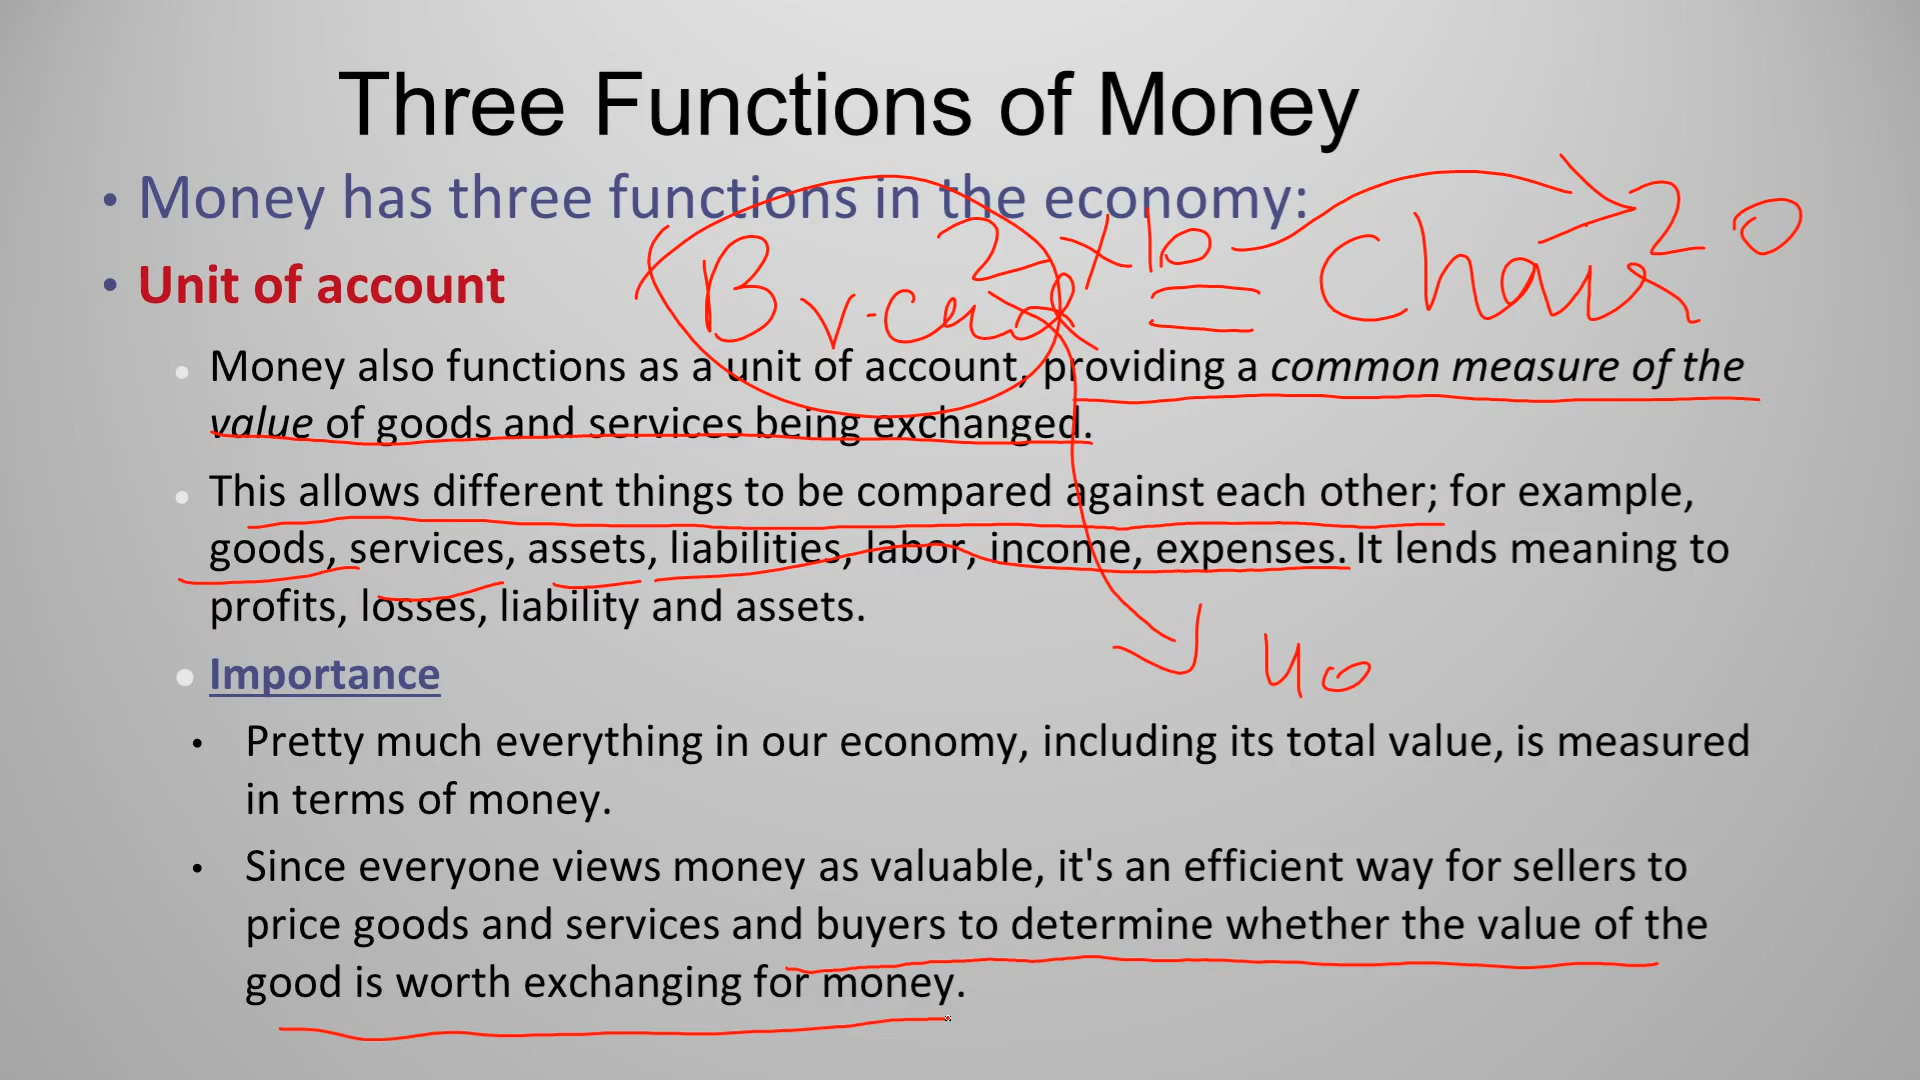 Three Functions of Money
• Money has three functions in the economy:
• Unit of account
2 × 10 20
= Chair
• Money also functions as a unit of account, providing a common measure of the
value of goods and services being exchanged.
• This allows different things to be compared against each other; for example,
goods, services, assets, liabilities, labor, income, expenses. It lends meaning to
profits, losses, liability and assets.
40
• Importance
• Pretty much everything in our economy, including its total value, is measured
in terms of money.
• Since everyone views money as valuable, it's an efficient way for sellers to
price goods and services and buyers to determine whether the value of the
good is worth exchanging for money.